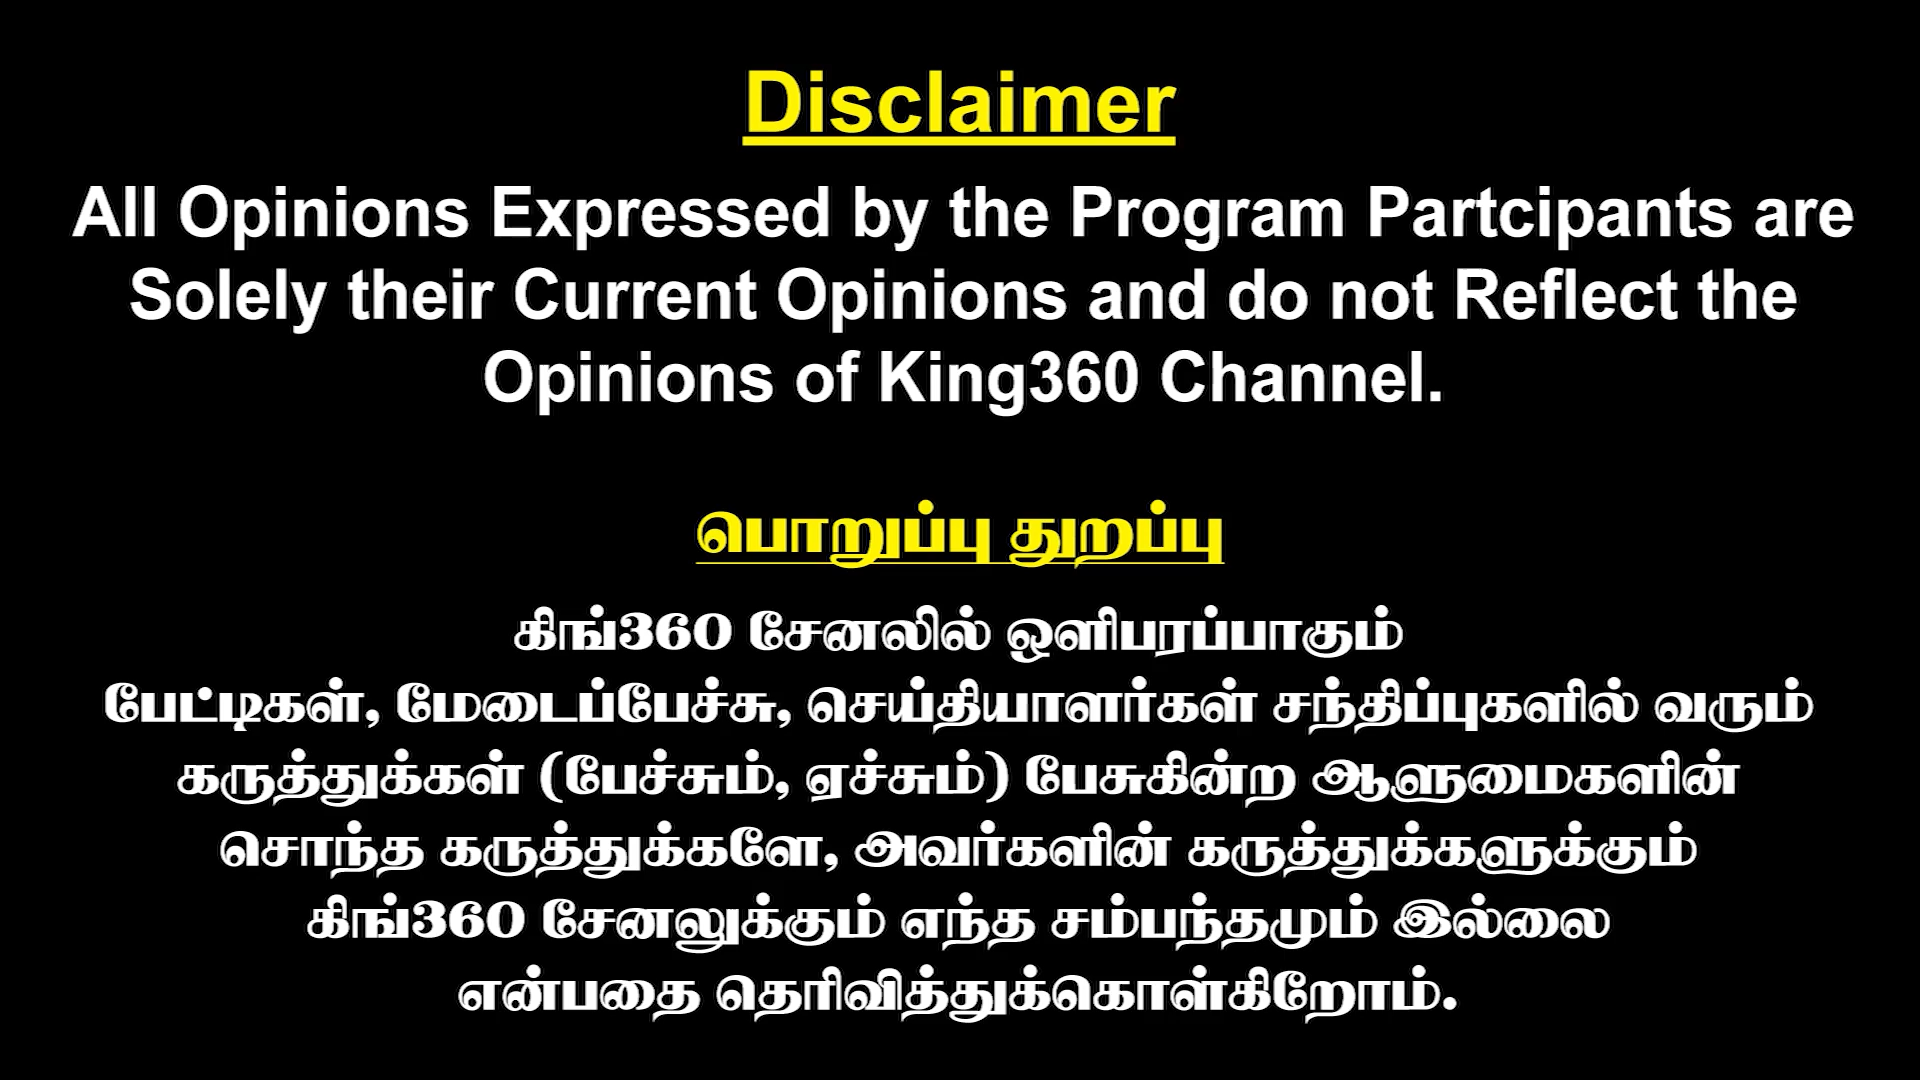 Disclaimer
All Opinions Expressed by the Program Partcipants are
Solely their Current Opinions and do not Reflect the
Opinions of King360 Channel.
பொறுப்பு துறப்பு
கிங்360 சேனலில் ஒளிபரப்பாகும்
பேட்டிகள், மேடைப்பேச்சு, செய்தியாளர்கள் சந்திப்புகளில் வரும்
கருத்துக்கள் (பேச்சும், ஏச்சும்) பேசுகின்ற ஆளுமைகளின்
சொந்த கருத்துக்களே, அவர்களின் கருத்துக்களுக்கும்
கிங்360 சேனலுக்கும் எந்த சம்பந்தமும் இல்லை
என்பதை தெரிவித்துக்கொள்கிறோம்.